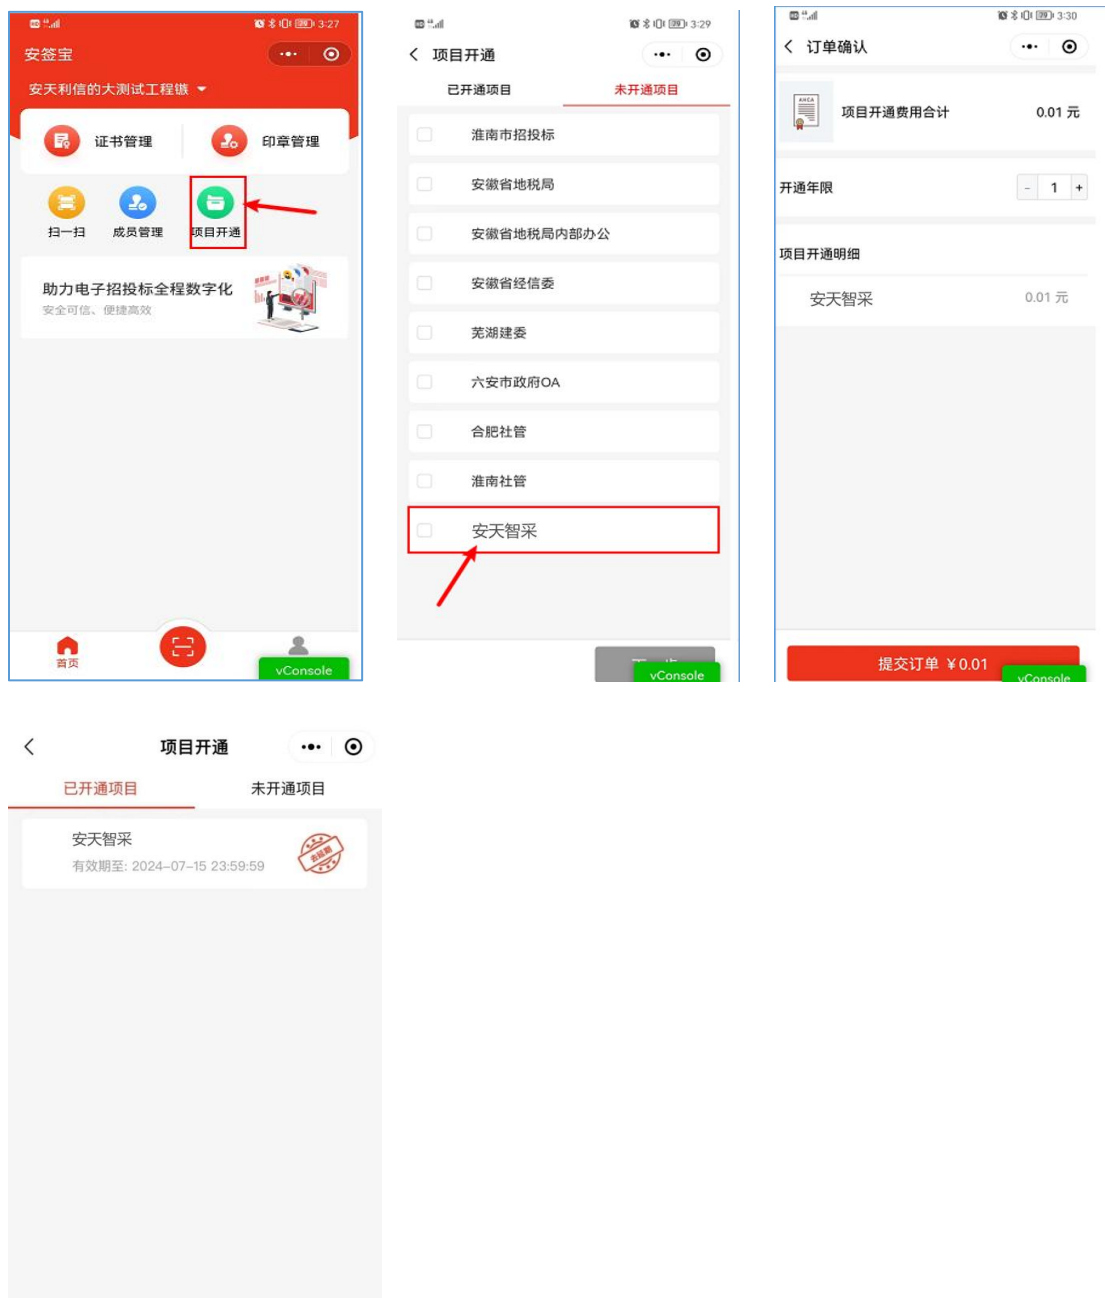 3:27
安签宝
安天利信的大测试工程镞
证书管理
印章管理
扫一扫
成员管理
项目开通
助力电子招投标全程数字化
安全可信、便捷高效
首页
vConsole
3:29
项目开通
已开通项目
未开通项目
淮南市招投标
安徽省地税局
安徽省地税局内部办公
安徽省经信委
芜湖建委
六安市政府OA
合肥社管
淮南社管
安天智采
vConsole
3:30
订单确认
项目开通费用合计
0.01 元
开通年限
- 1 +
项目开通明细
安天智采
0.01 元
提交订单 ¥0.01
vConsole
项目开通
已开通项目
未开通项目
安天智采
有效期至: 2024-07-15 23:59:59
去延期